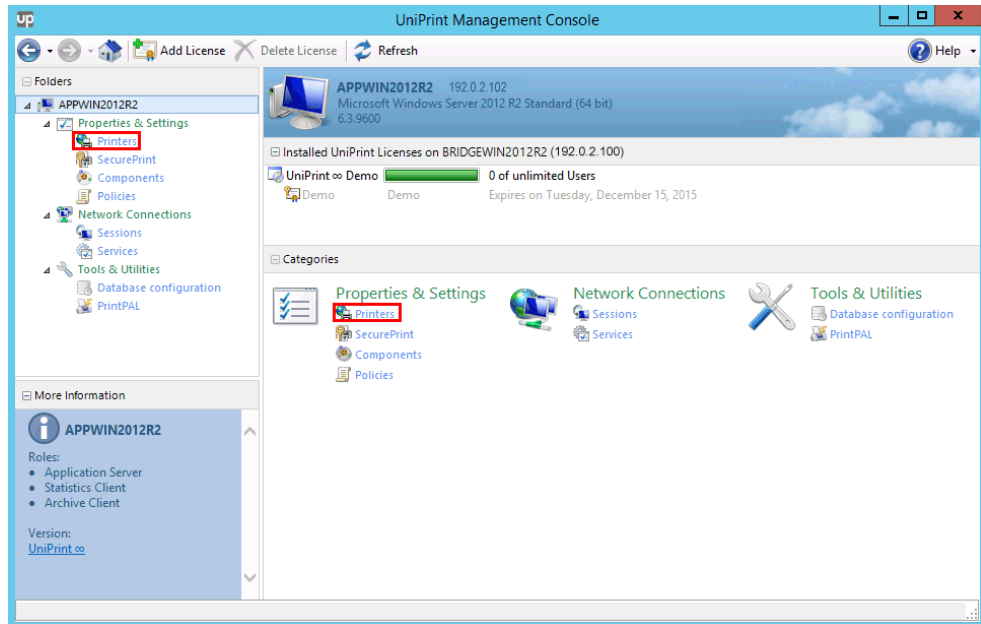 up
UniPrint Management Console
Add License Delete License Refresh Help
Folders
APPWIN2012R2
Properties & Settings
Printers
SecurePrint
Components
Policies
Network Connections
Sessions
Services
Tools & Utilities
Database configuration
PrintPAL
More Information
APPWIN2012R2
Roles:
• Application Server
• Statistics Client
• Archive Client
Version:
UniPrint ∞
APPWIN2012R2 192.0.2.102
Microsoft Windows Server 2012 R2 Standard (64 bit)
6.3.9600
Installed UniPrint Licenses on BRIDGEWIN2012R2 (192.0.2.100)
UniPrint ∞ Demo 0 of unlimited Users
Demo Demo Expires on Tuesday, December 15, 2015
Categories
Properties & Settings
Printers
SecurePrint
Components
Policies
Network Connections
Sessions
Services
Tools & Utilities
Database configuration
PrintPAL